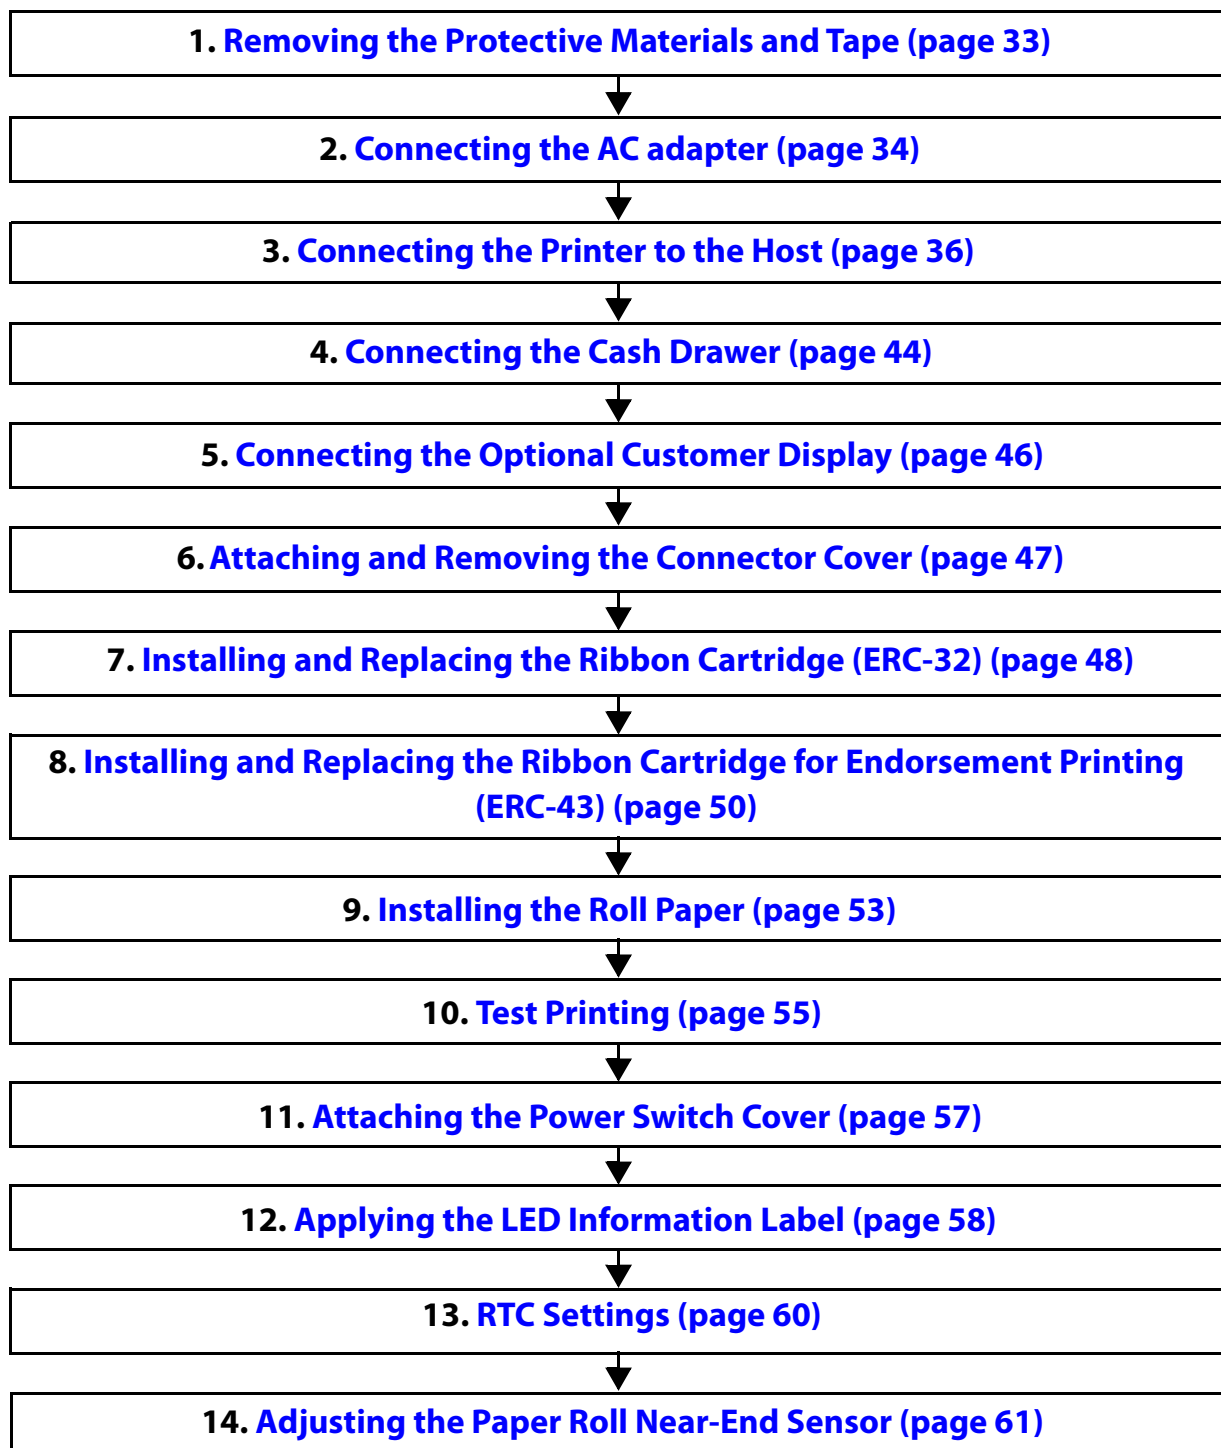 1. Removing the Protective Materials and Tape (page 33)
2. Connecting the AC adapter (page 34)
3. Connecting the Printer to the Host (page 36)
4. Connecting the Cash Drawer (page 44)
5. Connecting the Optional Customer Display (page 46)
6. Attaching and Removing the Connector Cover (page 47)
7. Installing and Replacing the Ribbon Cartridge (ERC-32) (page 48)
8. Installing and Replacing the Ribbon Cartridge for Endorsement Printing
(ERC-43) (page 50)
9. Installing the Roll Paper (page 53)
10. Test Printing (page 55)
11. Attaching the Power Switch Cover (page 57)
12. Applying the LED Information Label (page 58)
13. RTC Settings (page 60)
14. Adjusting the Paper Roll Near-End Sensor (page 61)